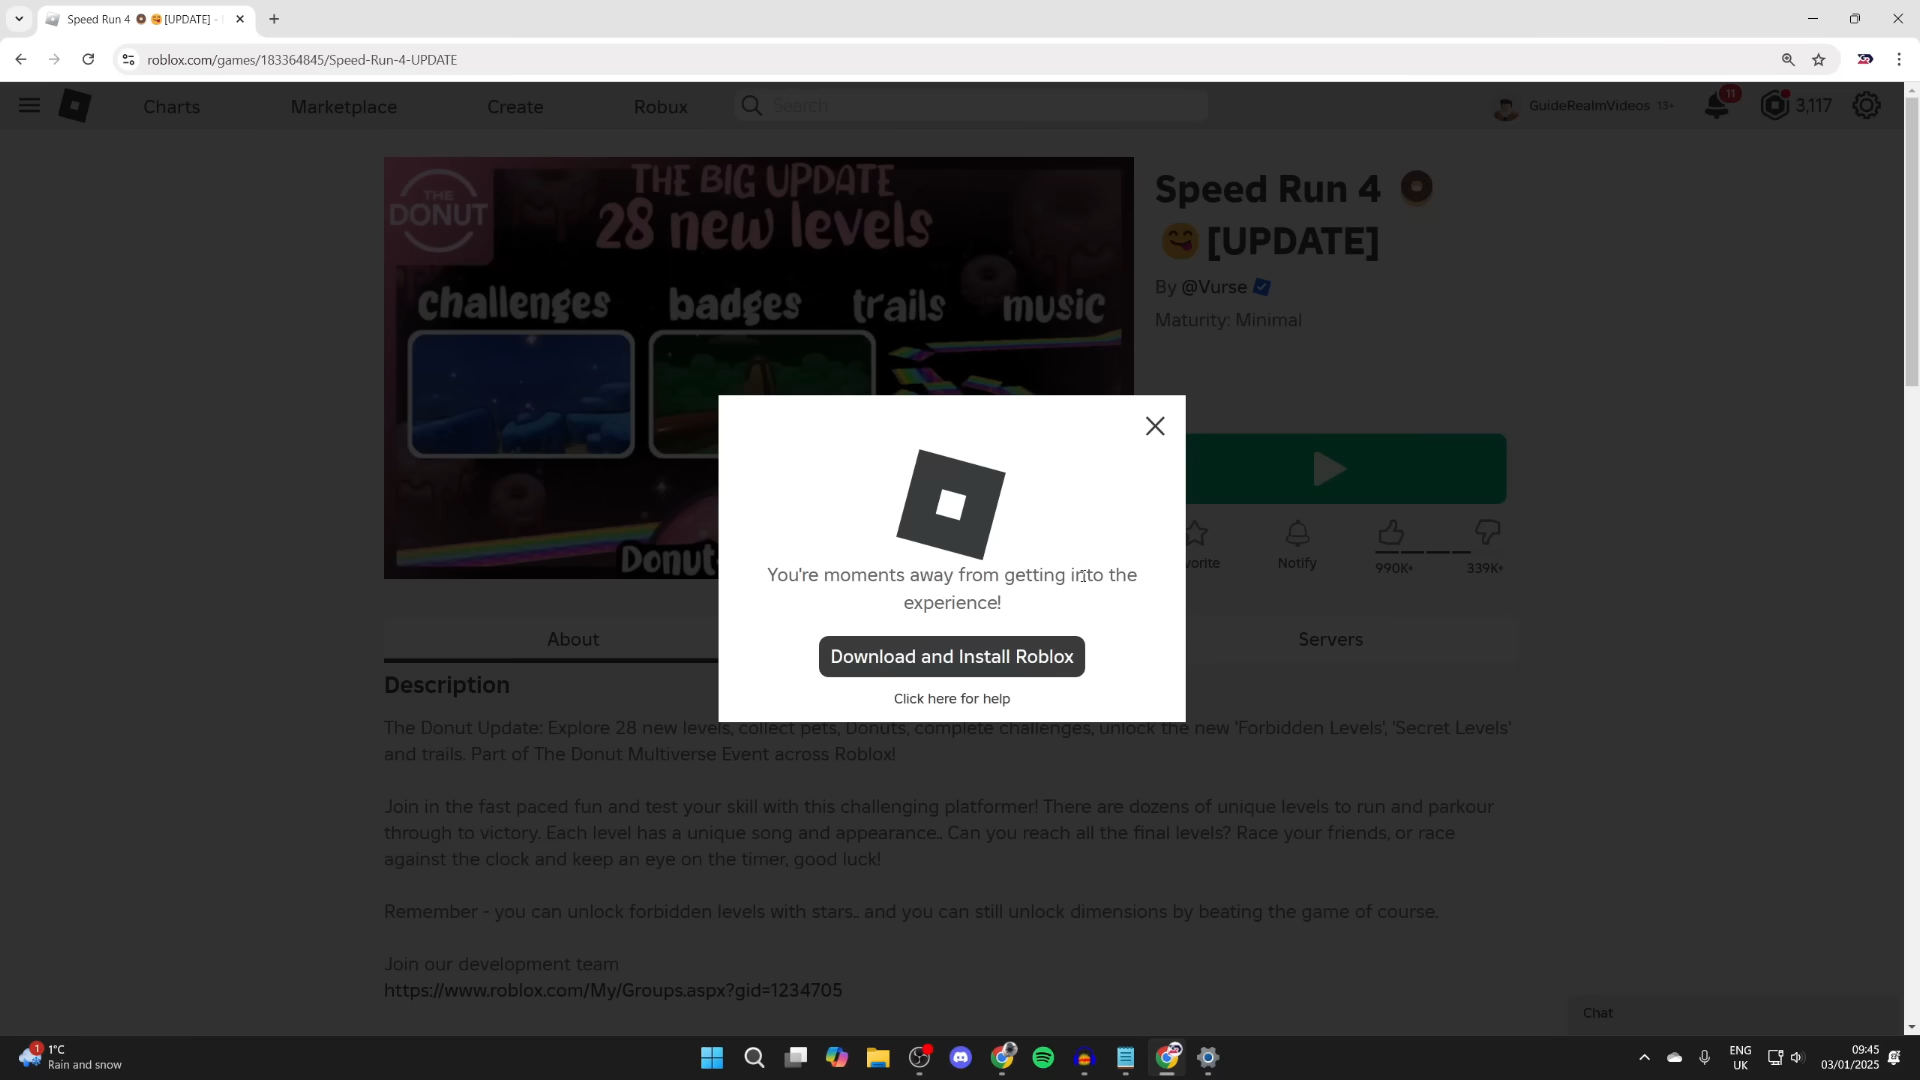 Speed Run 4 🍩 😋 [UPDATE] -
roblox.com/games/183364845/Speed-Run-4-UPDATE
Charts
Marketplace
Create
Robux
Search
GuideRealmVideos 13+
11
3,117
THE DONUT
THE BIG UPDATE
28 new levels
challenges badges trails music
Donut
Speed Run 4 🍩
😋 [UPDATE]
By @Vurse
Maturity: Minimal
You're moments away from getting into the
experience!
Download and Install Roblox
Click here for help
vorite
Notify
990K+
339K+
About
Servers
Description
The Donut Update: Explore 28 new levels, collect pets, Donuts, complete challenges, unlock the new 'Forbidden Levels', 'Secret Levels'
and trails. Part of The Donut Multiverse Event across Roblox!
Join in the fast paced fun and test your skill with this challenging platformer! There are dozens of unique levels to run and parkour
through to victory. Each level has a unique song and appearance.. Can you reach all the final levels? Race your friends, or race
against the clock and keep an eye on the timer, good luck!
Remember - you can unlock forbidden levels with stars.. and you can still unlock dimensions by beating the game of course.
Join our development team
https://www.roblox.com/My/Groups.aspx?gid=1234705
Chat
1
1°C
Rain and snow
ENG
UK
09:45
03/01/2025